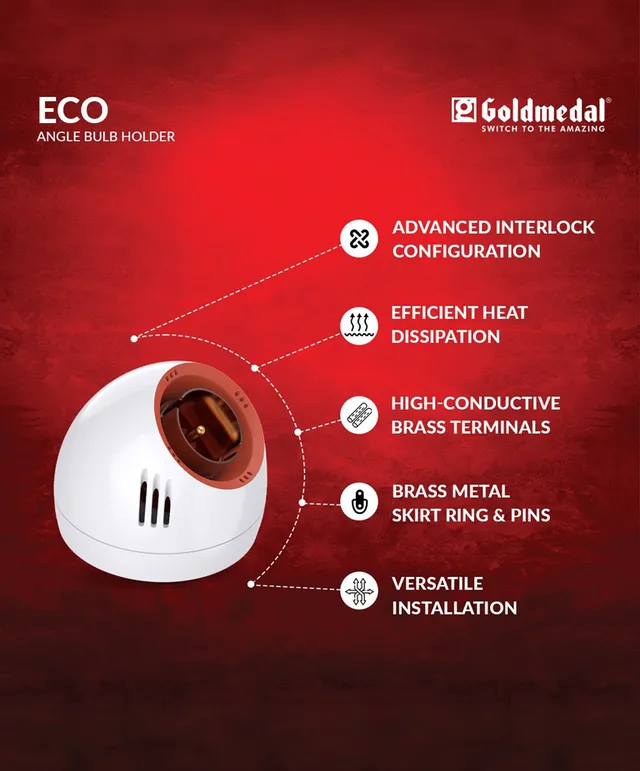 ECO
ANGLE BULB HOLDER
Goldmedal®
SWITCH TO THE AMAZING
ADVANCED INTERLOCK
CONFIGURATION
EFFICIENT HEAT
DISSIPATION
HIGH-CONDUCTIVE
BRASS TERMINALS
BRASS METAL
SKIRT RING & PINS
VERSATILE
INSTALLATION